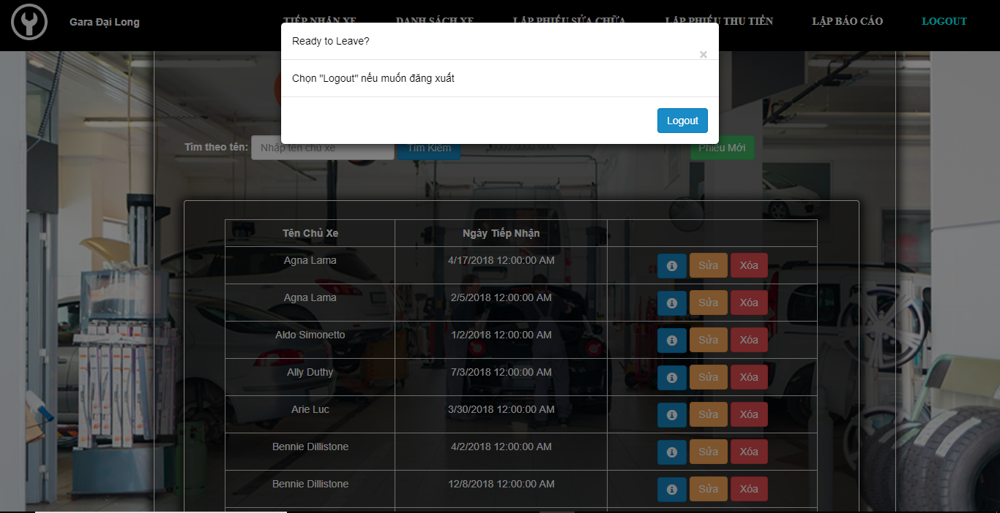 Gara Đại Long
TIẾP NHẬN XE DANH SÁCH XE LẬP PHIẾU SỬA CHỮA LẬP PHIẾU THU TIỀN LẬP BÁO CÁO LOGOUT
Ready to Leave?
×
Chọn "Logout" nếu muốn đăng xuất
Logout
Tìm theo tên: Nhập tên chủ xe Tìm Kiếm Phiếu Mới
Tên Chủ Xe Ngày Tiếp Nhận
Agna Lama 4/17/2018 12:00:00 AM Sửa Xóa
Agna Lama 2/5/2018 12:00:00 AM Sửa Xóa
Aldo Simonetto 1/2/2018 12:00:00 AM Sửa Xóa
Ally Duthy 7/3/2018 12:00:00 AM Sửa Xóa
Arie Luc 3/30/2018 12:00:00 AM Sửa Xóa
Bennie Dillistone 4/2/2018 12:00:00 AM Sửa Xóa
Bennie Dillistone 12/8/2018 12:00:00 AM Sửa Xóa